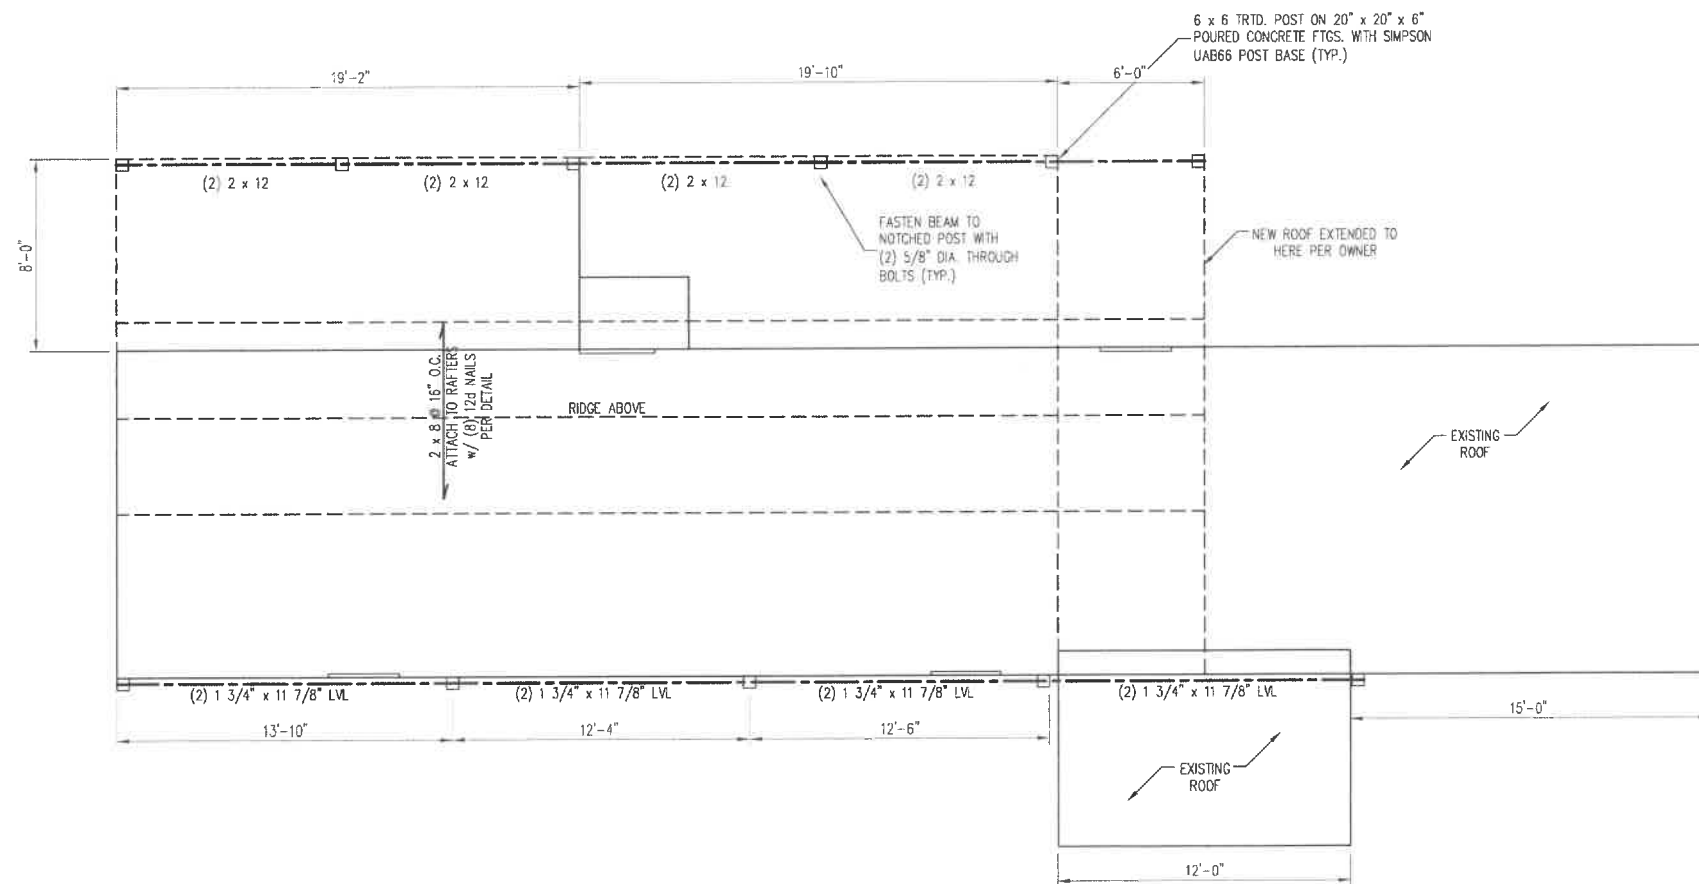 6 x 6 TRTD. POST ON 20" x 20" x 6"
POURED CONCRETE FTGS. WITH SIMPSON
UAB66 POST BASE (TYP.)
19'-2"
19'-10"
6'-0"
(2) 2 x 12
(2) 2 x 12
(2) 2 x 12
(2) 2 x 12
8'-0"
FASTEN BEAM TO
NOTCHED POST WITH
(2) 5/8" DIA. THROUGH
BOLTS (TYP.)
NEW ROOF EXTENDED TO
HERE PER OWNER
2 x 8 @ 16" O.C.
ATTACH TO RAFTERS
w/ (8) 12d NAILS
PER DETAIL
RIDGE ABOVE
EXISTING
ROOF
(2) 1 3/4" x 11 7/8" LVL
(2) 1 3/4" x 11 7/8" LVL
(2) 1 3/4" x 11 7/8" LVL
(2) 1 3/4" x 11 7/8" LVL
13'-10"
12'-4"
12'-6"
15'-0"
EXISTING
ROOF
12'-0"